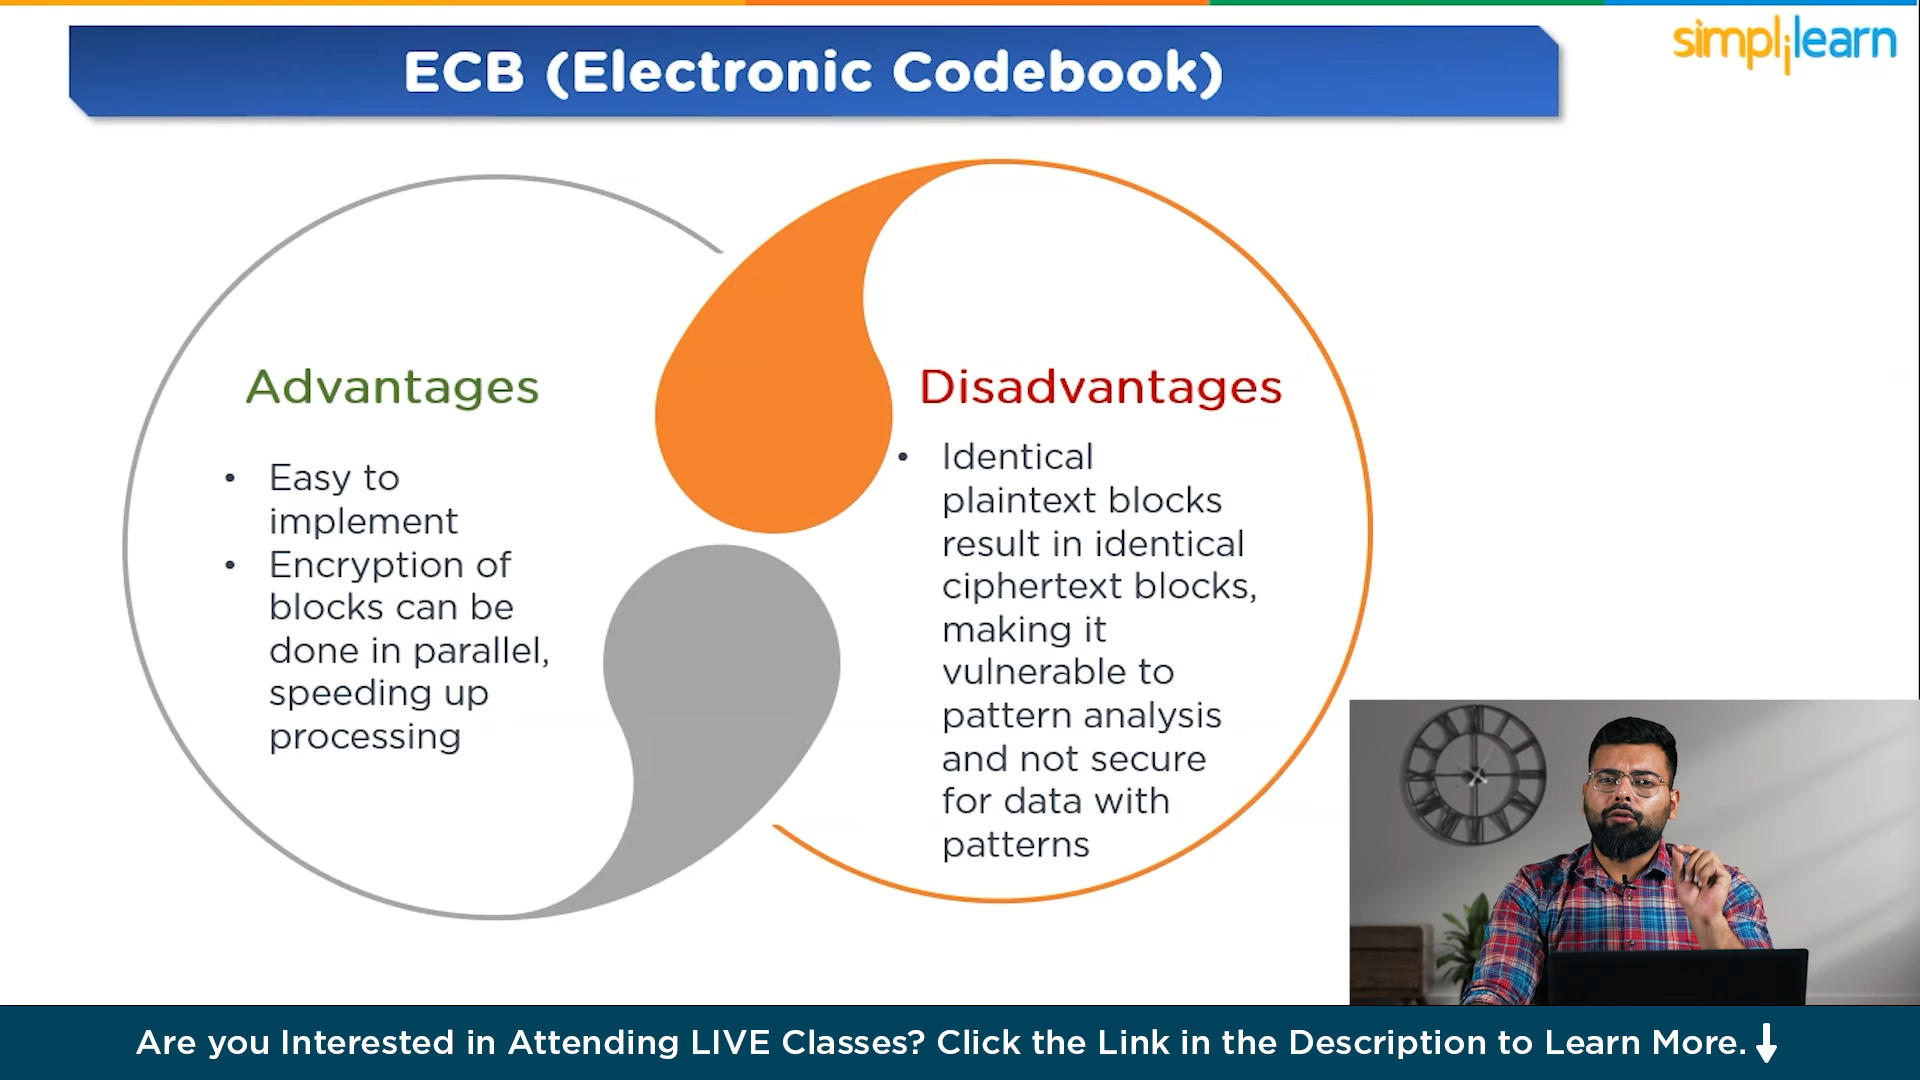 ECB (Electronic Codebook)
simplilearn
Advantages
• Easy to
implement
• Encryption of
blocks can be
done in parallel,
speeding up
processing
Disadvantages
• Identical
plaintext blocks
result in identical
ciphertext blocks,
making it
vulnerable to
pattern analysis
and not secure
for data with
patterns
Are you Interested in Attending LIVE Classes? Click the Link in the Description to Learn More.